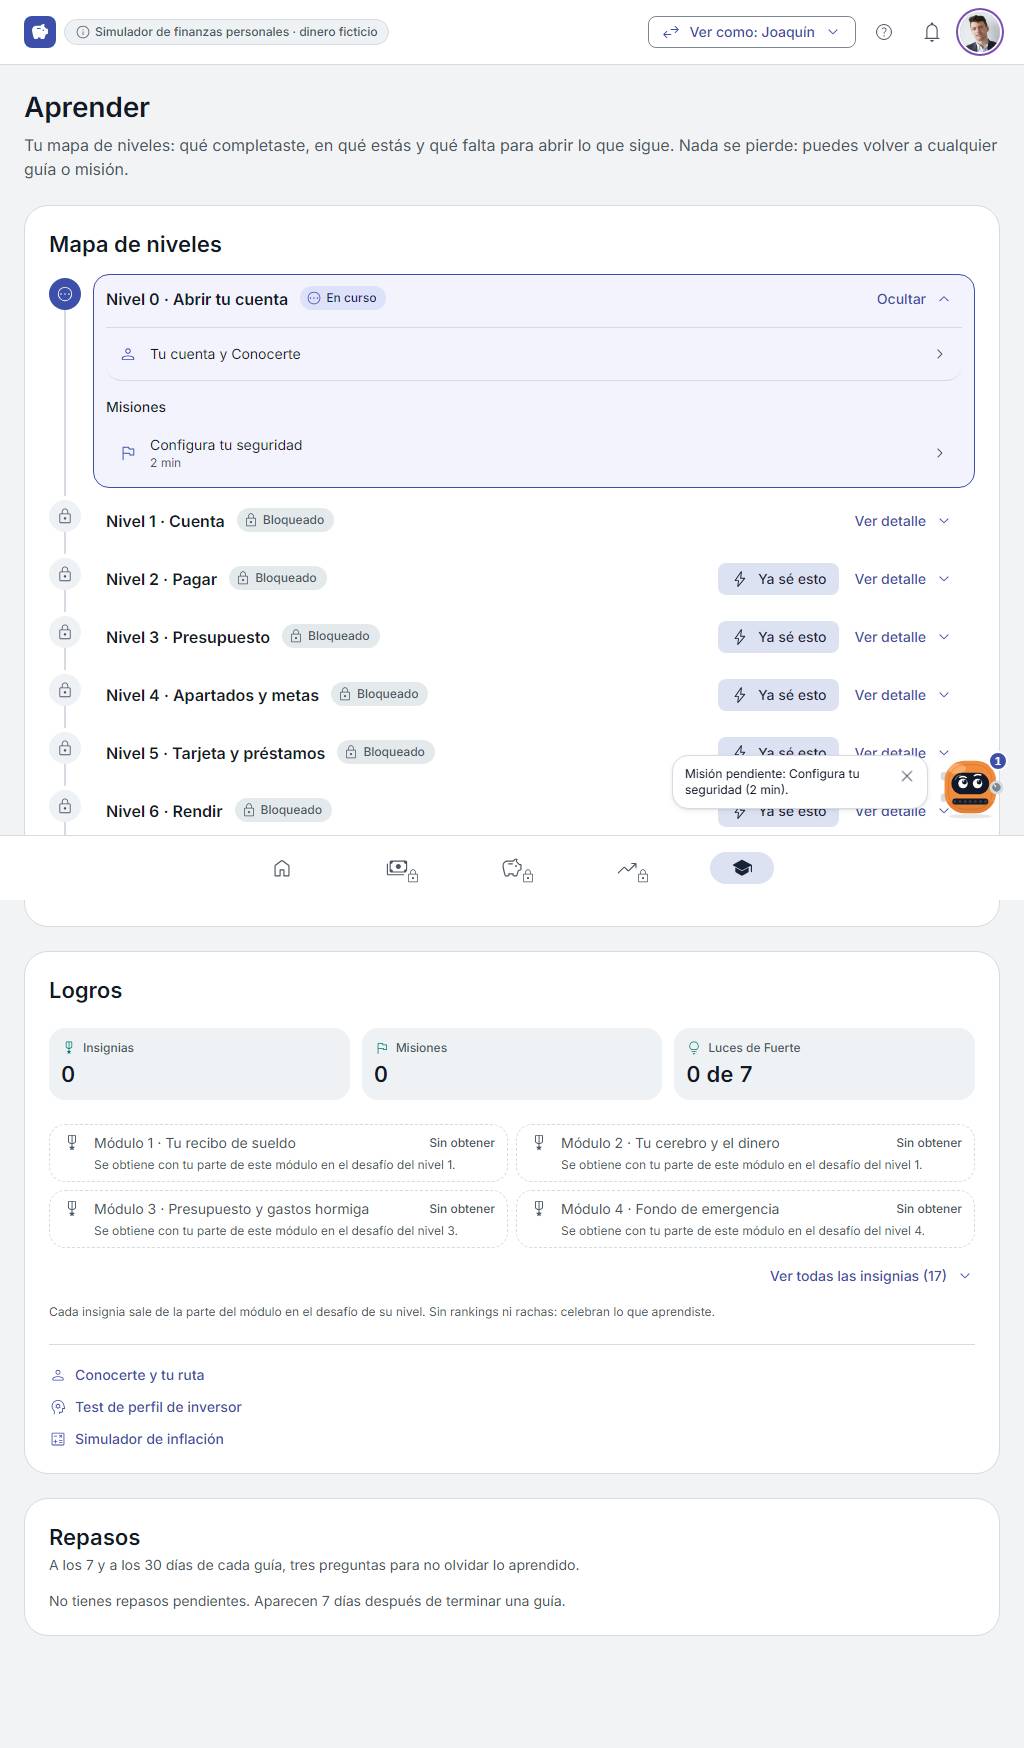 Simulador de finanzas personales · dinero ficticio
Ver como: Joaquín
Aprender
Tu mapa de niveles: qué completaste, en qué estás y qué falta para abrir lo que sigue. Nada se pierde: puedes volver a cualquier
guía o misión.
Mapa de niveles
Nivel 0 · Abrir tu cuenta
En curso
Ocultar
Tu cuenta y Conocerte
Misiones
Configura tu seguridad
2 min
Nivel 1 · Cuenta
Bloqueado
Ver detalle
Nivel 2 · Pagar
Bloqueado
Ya sé esto
Ver detalle
Nivel 3 · Presupuesto
Bloqueado
Ya sé esto
Ver detalle
Nivel 4 · Apartados y metas
Bloqueado
Ya sé esto
Ver detalle
Nivel 5 · Tarjeta y préstamos
Bloqueado
Ya sé esto
Ver detalle
Misión pendiente: Configura tu
seguridad (2 min).
1
Nivel 6 · Rendir
Bloqueado
Ya sé esto
Ver detalle
Logros
Insignias
0
Misiones
0
Luces de Fuerte
0 de 7
Módulo 1 · Tu recibo de sueldo
Sin obtener
Se obtiene con tu parte de este módulo en el desafío del nivel 1.
Módulo 2 · Tu cerebro y el dinero
Sin obtener
Se obtiene con tu parte de este módulo en el desafío del nivel 1.
Módulo 3 · Presupuesto y gastos hormiga
Sin obtener
Se obtiene con tu parte de este módulo en el desafío del nivel 3.
Módulo 4 · Fondo de emergencia
Sin obtener
Se obtiene con tu parte de este módulo en el desafío del nivel 4.
Ver todas las insignias (17)
Cada insignia sale de la parte del módulo en el desafío de su nivel. Sin rankings ni rachas: celebran lo que aprendiste.
Conocerte y tu ruta
Test de perfil de inversor
Simulador de inflación
Repasos
A los 7 y a los 30 días de cada guía, tres preguntas para no olvidar lo aprendido.
No tienes repasos pendientes. Aparecen 7 días después de terminar una guía.